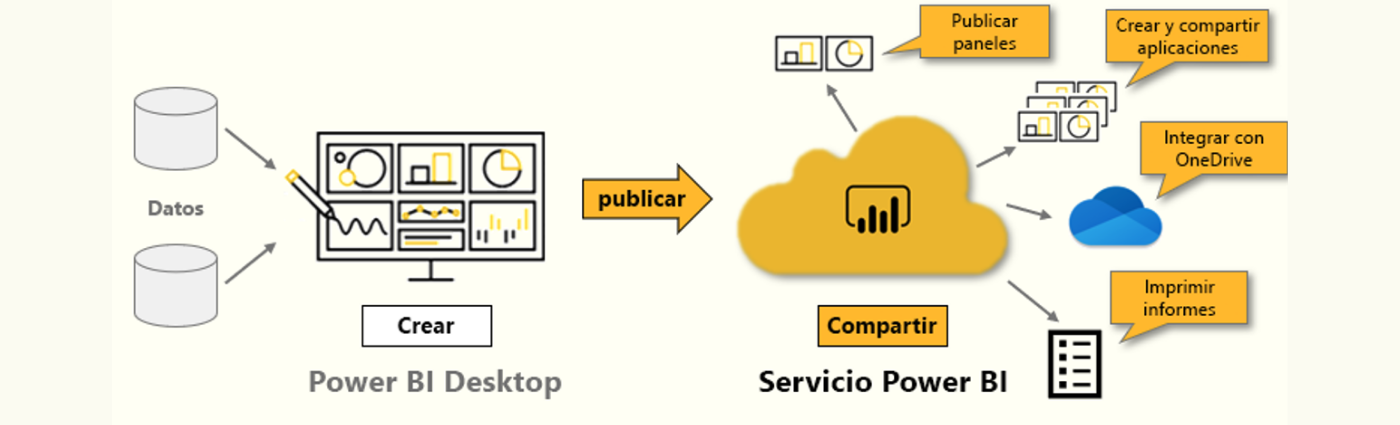 Publicar
paneles
Crear y compartir
aplicaciones
Integrar con
OneDrive
Datos
publicar
Imprimir
informes
Crear
Compartir
Power BI Desktop
Servicio Power BI